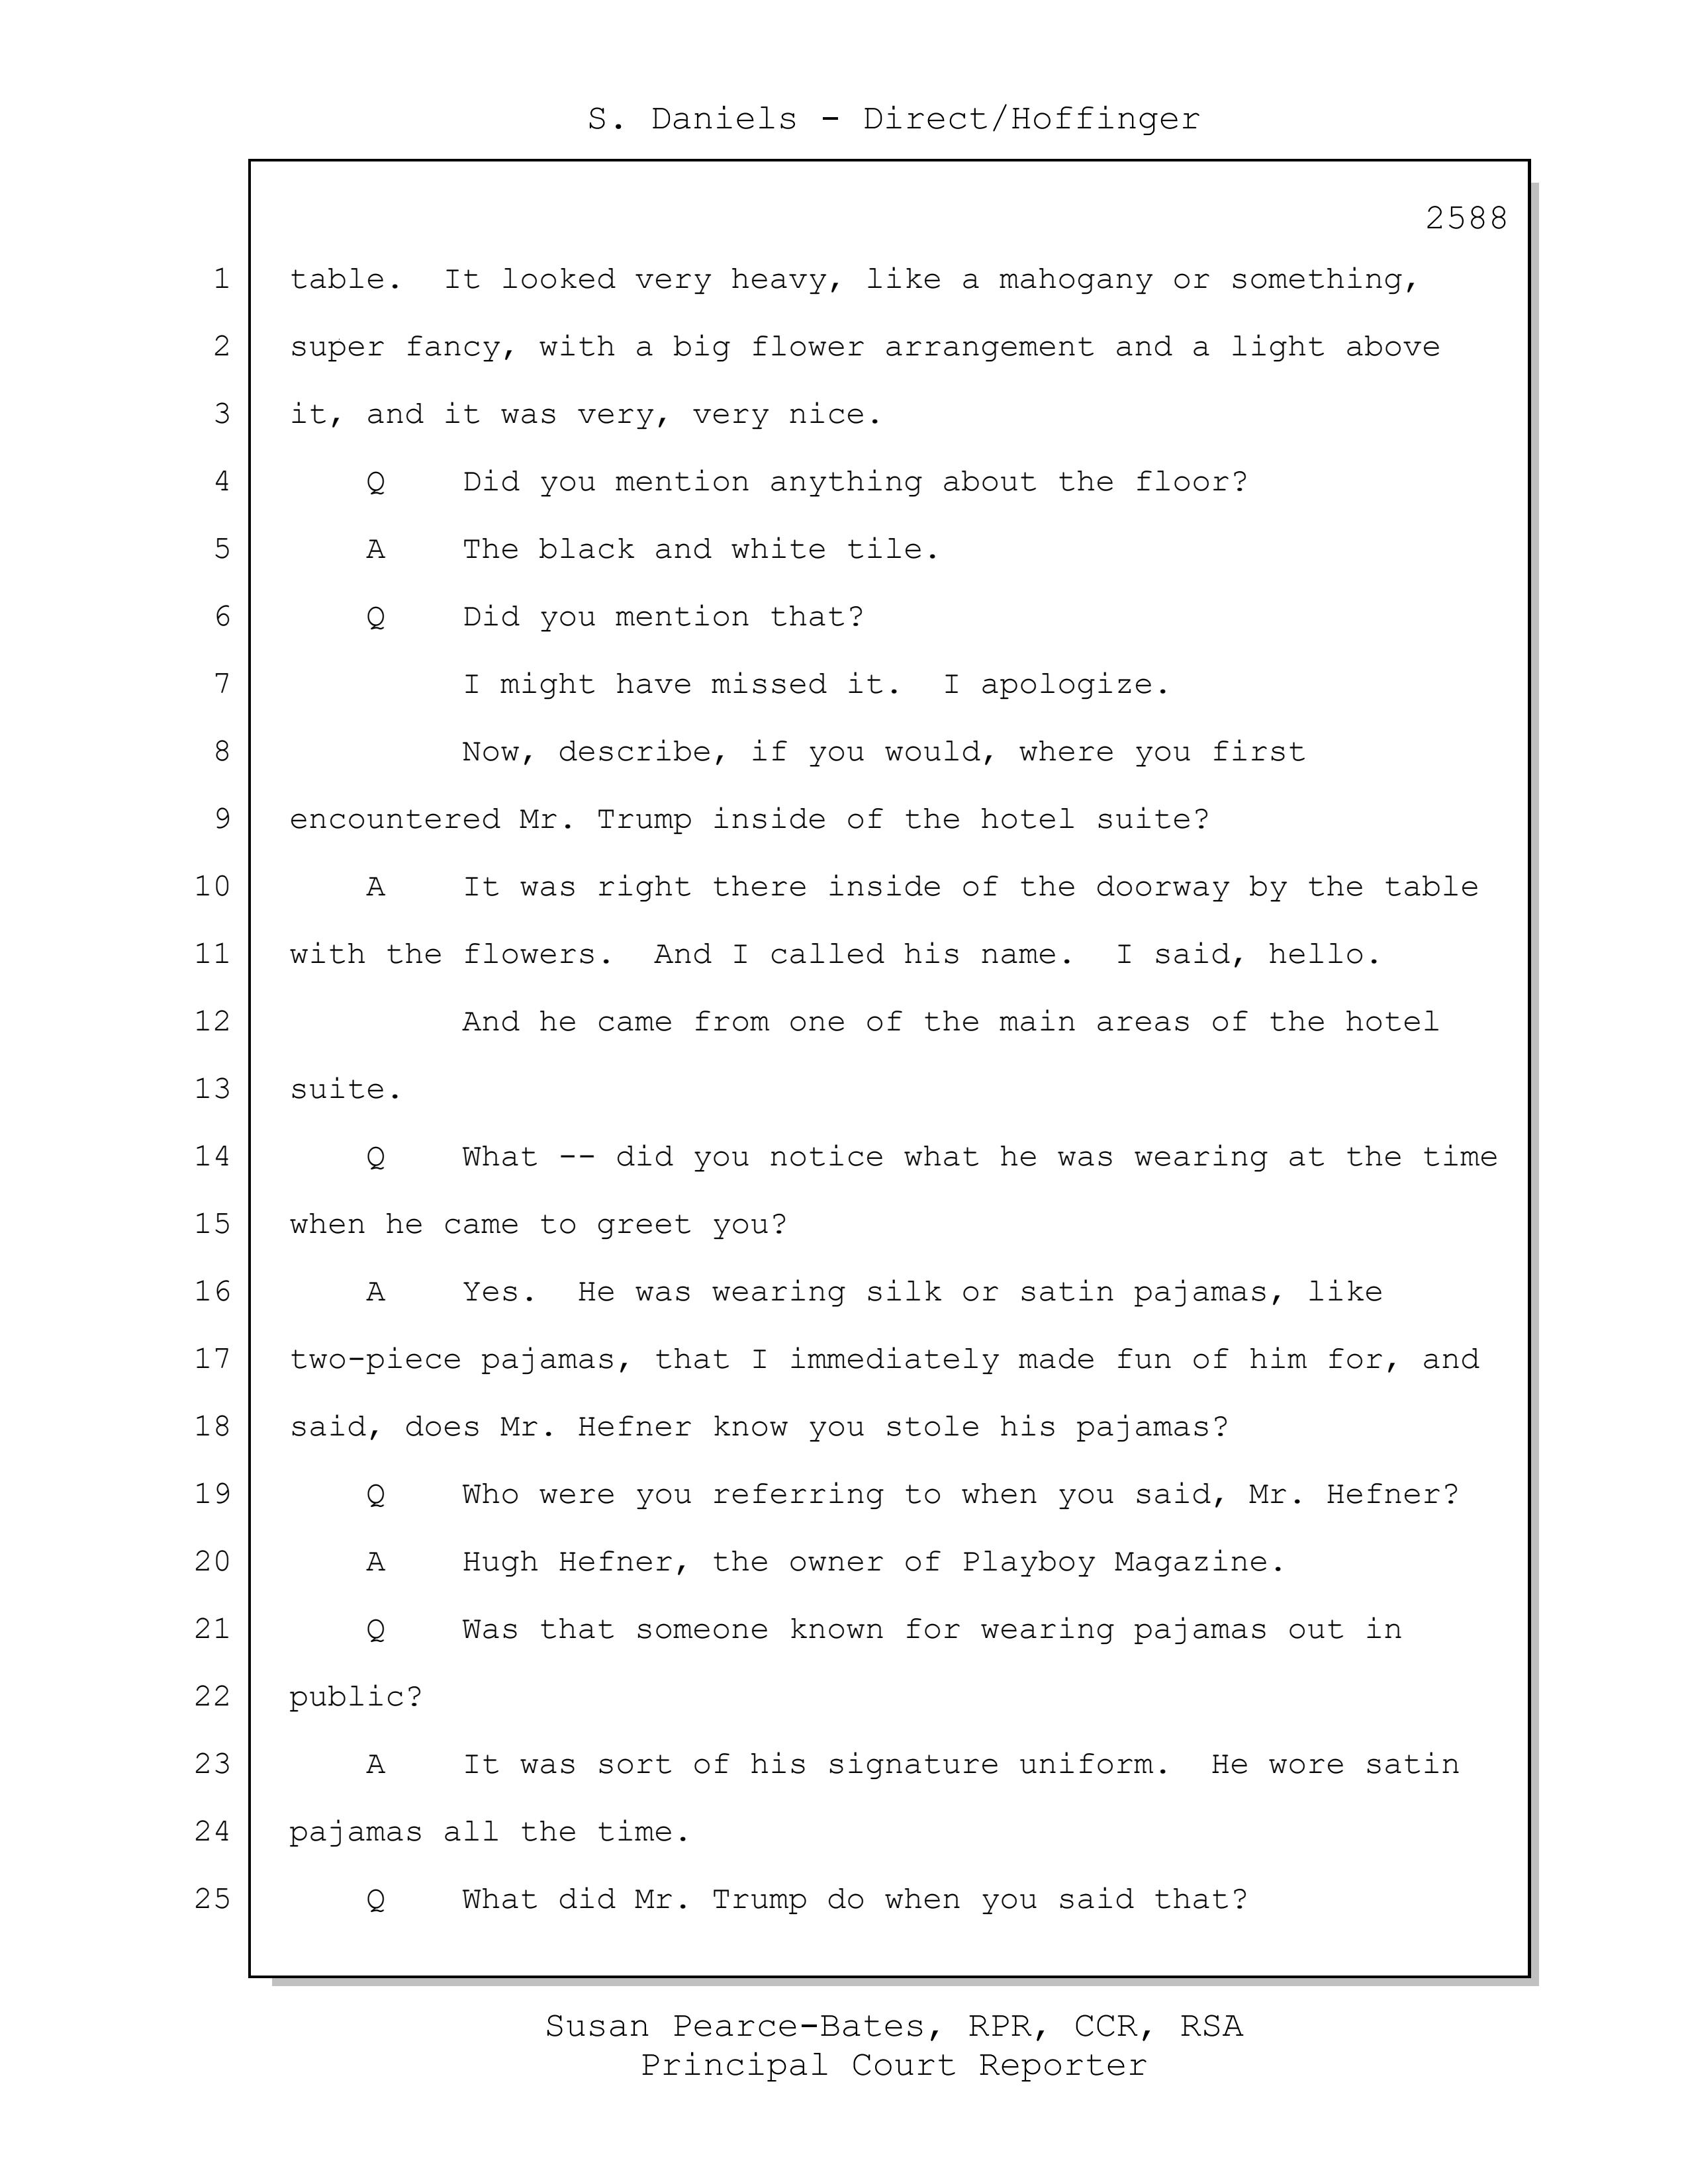 S. Daniels - Direct/Hoffinger
2588
1 table. It looked very heavy, like a mahogany or something,
2 super fancy, with a big flower arrangement and a light above
3 it, and it was very, very nice.
4 Q Did you mention anything about the floor?
5 A The black and white tile.
6 Q Did you mention that?
7 I might have missed it. I apologize.
8 Now, describe, if you would, where you first
9 encountered Mr. Trump inside of the hotel suite?
10 A It was right there inside of the doorway by the table
11 with the flowers. And I called his name. I said, hello.
12 And he came from one of the main areas of the hotel
13 suite.
14 Q What -- did you notice what he was wearing at the time
15 when he came to greet you?
16 A Yes. He was wearing silk or satin pajamas, like
17 two-piece pajamas, that I immediately made fun of him for, and
18 said, does Mr. Hefner know you stole his pajamas?
19 Q Who were you referring to when you said, Mr. Hefner?
20 A Hugh Hefner, the owner of Playboy Magazine.
21 Q Was that someone known for wearing pajamas out in
22 public?
23 A It was sort of his signature uniform. He wore satin
24 pajamas all the time.
25 Q What did Mr. Trump do when you said that?
Susan Pearce-Bates, RPR, CCR, RSA
Principal Court Reporter